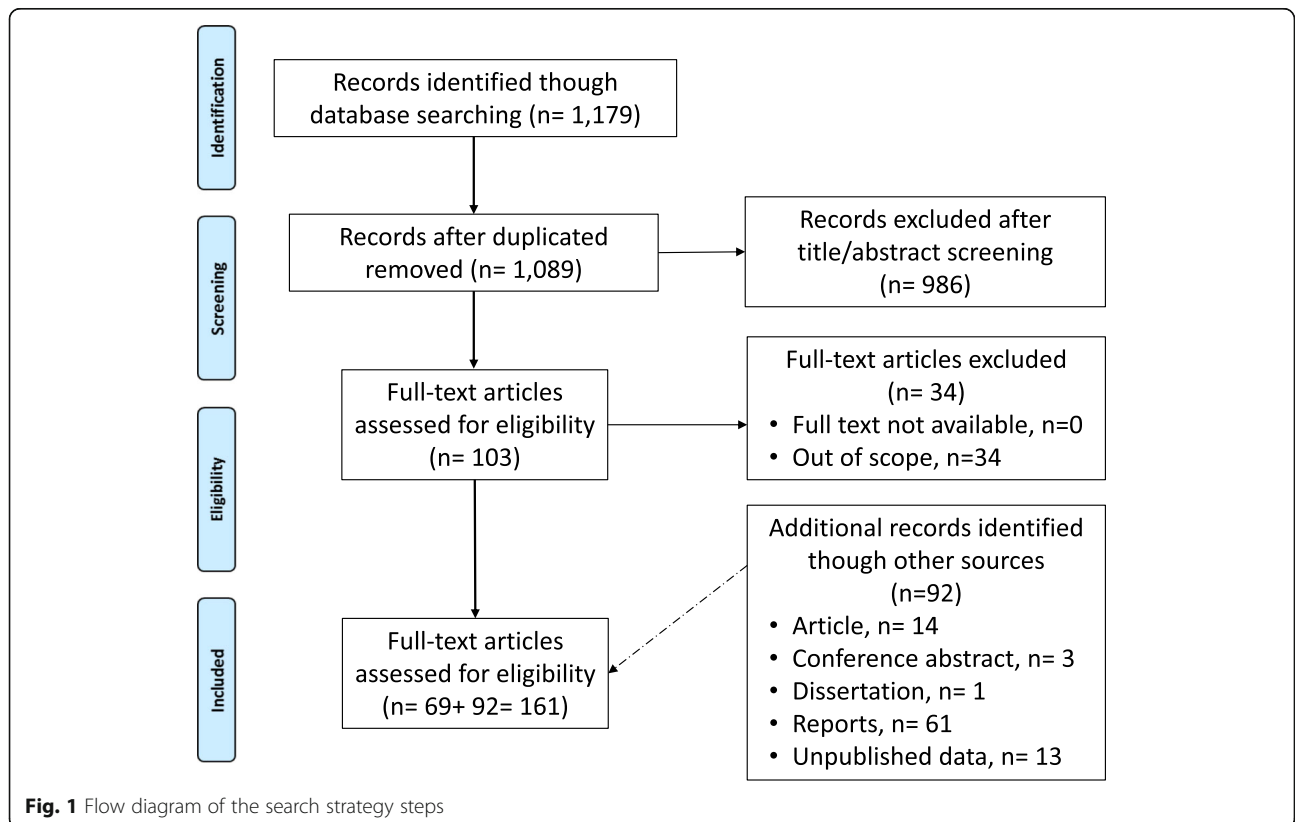 Identification
Records identified though
database searching (n= 1,179)
Screening
Records after duplicated
removed (n= 1,089)
Records excluded after
title/abstract screening
(n= 986)
Eligibility
Full-text articles
assessed for eligibility
(n= 103)
Full-text articles excluded
(n= 34)
• Full text not available, n=0
• Out of scope, n=34
Included
Full-text articles
assessed for eligibility
(n= 69+ 92= 161)
Additional records identified
though other sources
(n=92)
• Article, n= 14
• Conference abstract, n= 3
• Dissertation, n= 1
• Reports, n= 61
• Unpublished data, n= 13
Fig. 1 Flow diagram of the search strategy steps